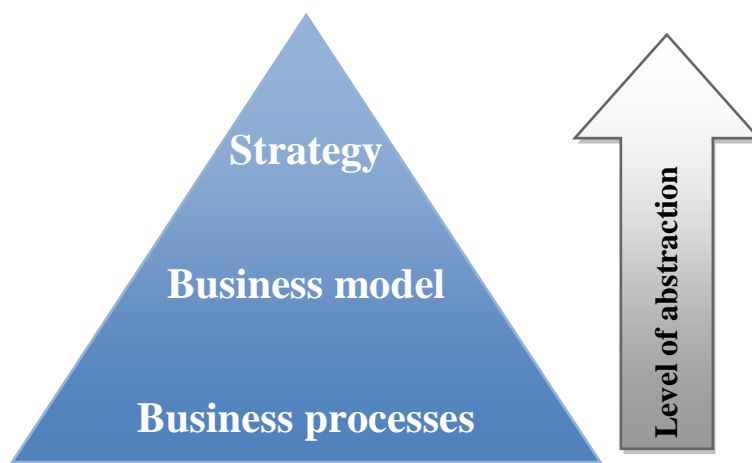 Strategy
Business model
Business processes
Level of abstraction